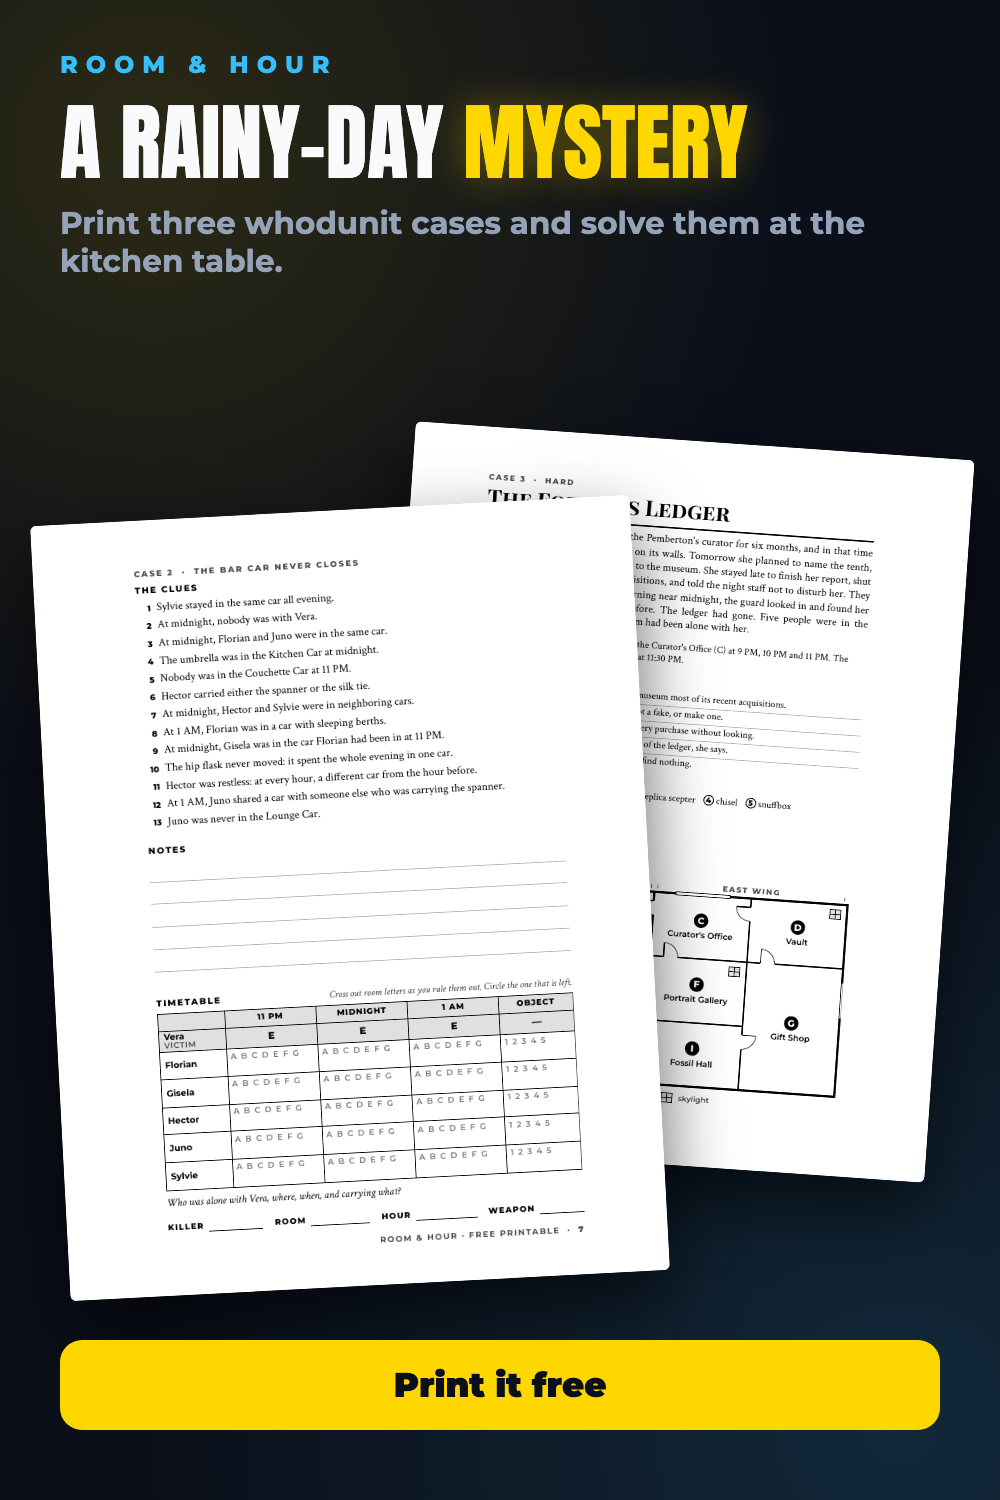 ROOM & HOUR
A RAINY-DAY MYSTERY
Print three whodunit cases and solve them at the
kitchen table.
CASE 3 · HARD
S LEDGER
the Pemberton's curator for six months, and in that time
on its walls. Tomorrow she planned to name the tenth,
to the museum. She stayed late to finish her report, shut
and told the night staff not to disturb her. They
near midnight, the guard looked in and found her
The ledger had gone. Five people were in the
had been alone with her.
the Curator's Office (C) at 9 PM, 10 PM and 11 PM. The
at 11:30 PM.
museum most of its recent acquisitions.
a fake, or make one.
purchase without looking.
of the ledger, she says.
find nothing.
scepter 4 chisel 5 snuffbox
EAST WING
C
Curator's Office
D
Vault
F
Portrait Gallery
G
Gift Shop
I
Fossil Hall
skylight
CASE 2 · THE BAR CAR NEVER CLOSES
THE CLUES
1 Sylvie stayed in the same car all evening.
2 At midnight, nobody was with Vera.
3 At midnight, Florian and Juno were in the same car.
4 The umbrella was in the Kitchen Car at midnight.
5 Nobody was in the Couchette Car at 11 PM.
6 Hector carried either the spanner or the silk tie.
7 At midnight, Hector and Sylvie were in neighboring cars.
8 At 1 AM, Florian was in a car with sleeping berths.
9 At midnight, Gisela was in the car Florian had been in at 11 PM.
10 The hip flask never moved: it spent the whole evening in one car.
11 Hector was restless: at every hour, a different car from the hour before.
12 At 1 AM, Juno shared a car with someone else who was carrying the spanner.
13 Juno was never in the Lounge Car.
NOTES
TIMETABLE
Cross out room letters as you rule them out. Circle the one that is left.
11 PM MIDNIGHT 1 AM OBJECT
Vera E E E —
VICTIM
Florian A B C D E F G A B C D E F G A B C D E F G 1 2 3 4 5
Gisela A B C D E F G A B C D E F G A B C D E F G 1 2 3 4 5
Hector A B C D E F G A B C D E F G A B C D E F G 1 2 3 4 5
Juno A B C D E F G A B C D E F G A B C D E F G 1 2 3 4 5
Sylvie A B C D E F G A B C D E F G A B C D E F G 1 2 3 4 5
Who was alone with Vera, where, when, and carrying what?
KILLER ROOM HOUR WEAPON
ROOM & HOUR · FREE PRINTABLE · 7
Print it free